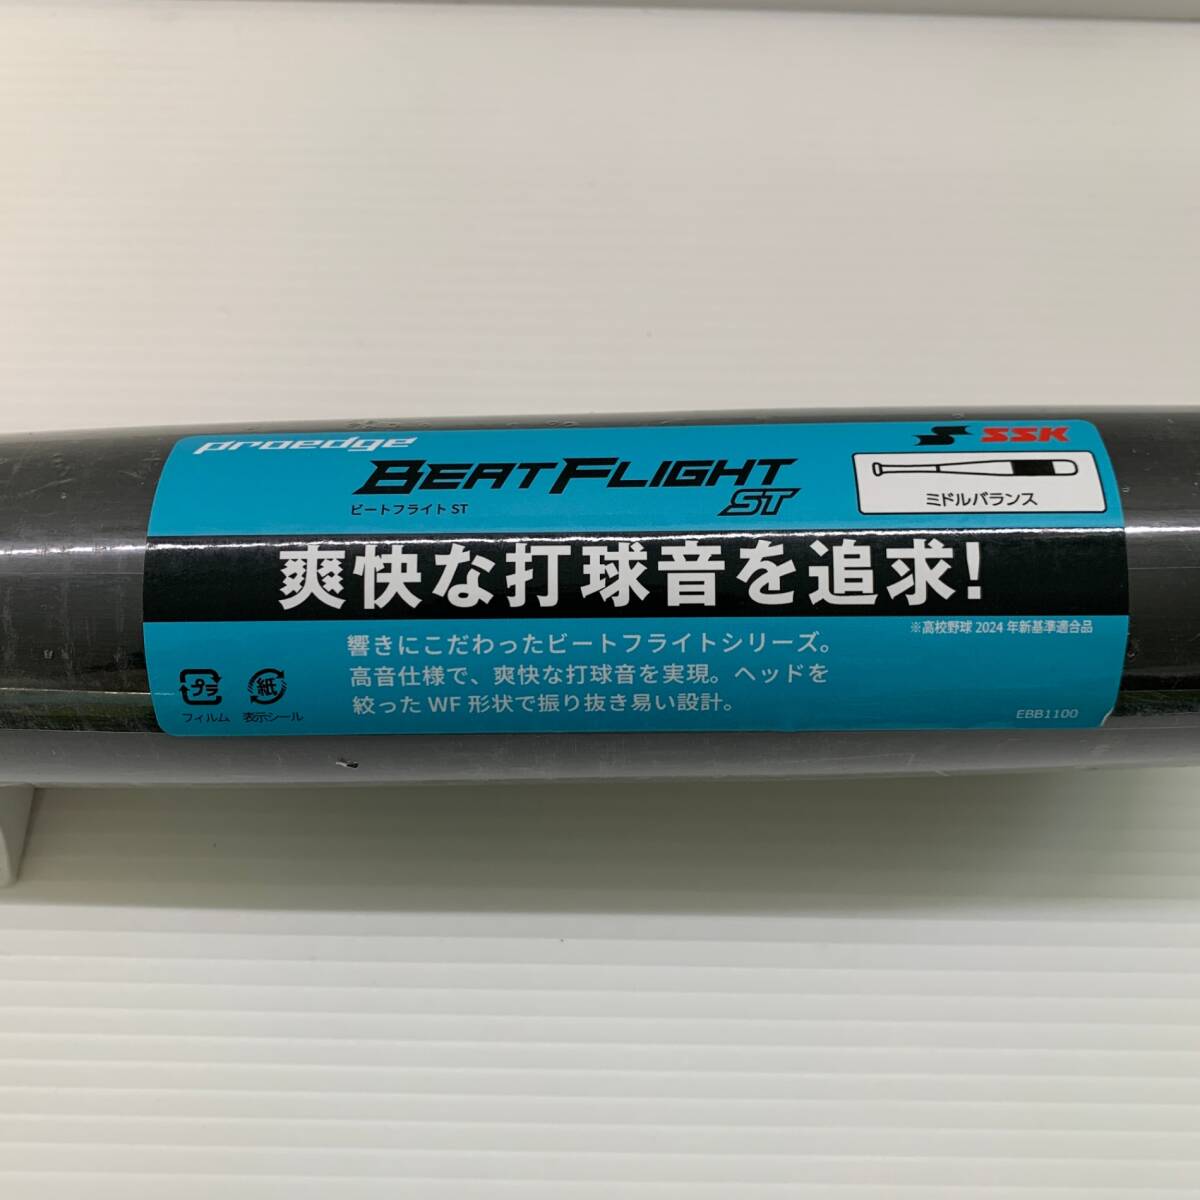 proedge
SSK
BEATFLIGHT ST
ビートフライト ST
ミドルバランス
爽快な打球音を追求!
※高校野球 2024 年新基準適合品
響きにこだわったビートフライトシリーズ。
高音仕様で、爽快な打球音を実現。ヘッドを
絞った WF 形状で振り抜き易い設計。
プラ
紙
フィルム
表示シール
EBB1100